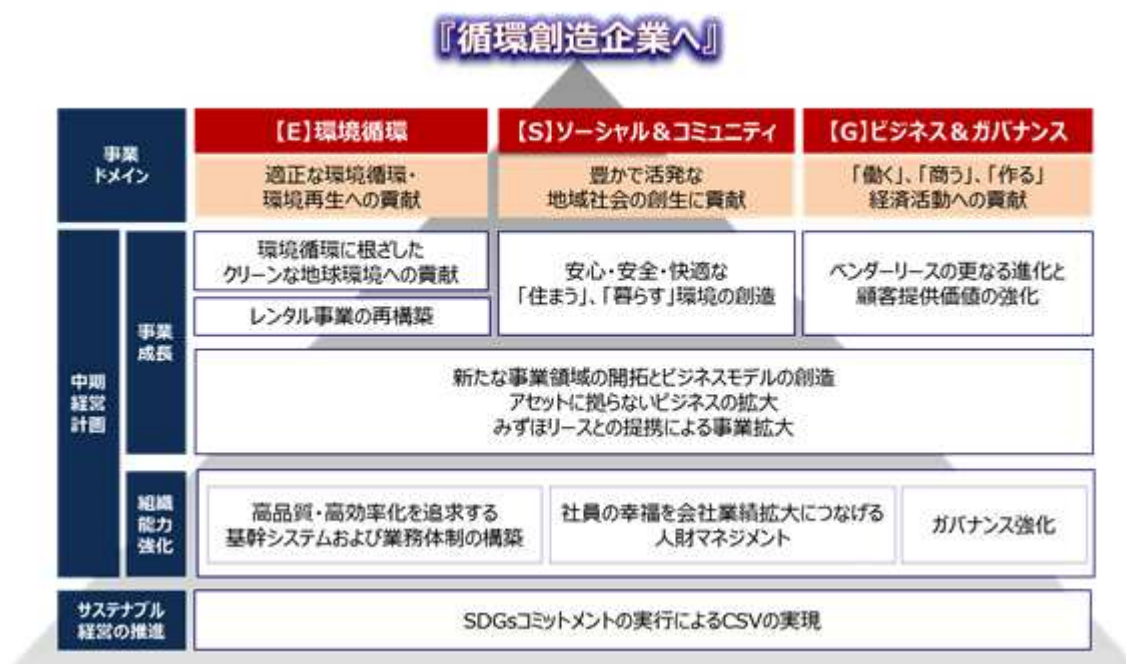 『循環創造企業へ』
事業
ドメイン
【E】環境循環
【S】ソーシャル&コミュニティ
【G】ビジネス&ガバナンス
適正な環境循環・
環境再生への貢献
豊かで活発な
地域社会の創生に貢献
「働く」、「商う」、「作る」
経済活動への貢献
中期
経営
計画
事業
成長
環境循環に根ざした
クリーンな地球環境への貢献
レンタル事業の再構築
安心・安全・快適な
「住まう」、「暮らす」環境の創造
ベンダーリースの更なる進化と
顧客提供価値の強化
新たな事業領域の開拓とビジネスモデルの創造
アセットに拠らないビジネスの拡大
みずほリースとの提携による事業拡大
組織
能力
強化
高品質・高効率化を追求する
基幹システムおよび業務体制の構築
社員の幸福を会社業績拡大につなげる
人財マネジメント
ガバナンス強化
サステナブル
経営の推進
SDGsコミットメントの実行によるCSVの実現